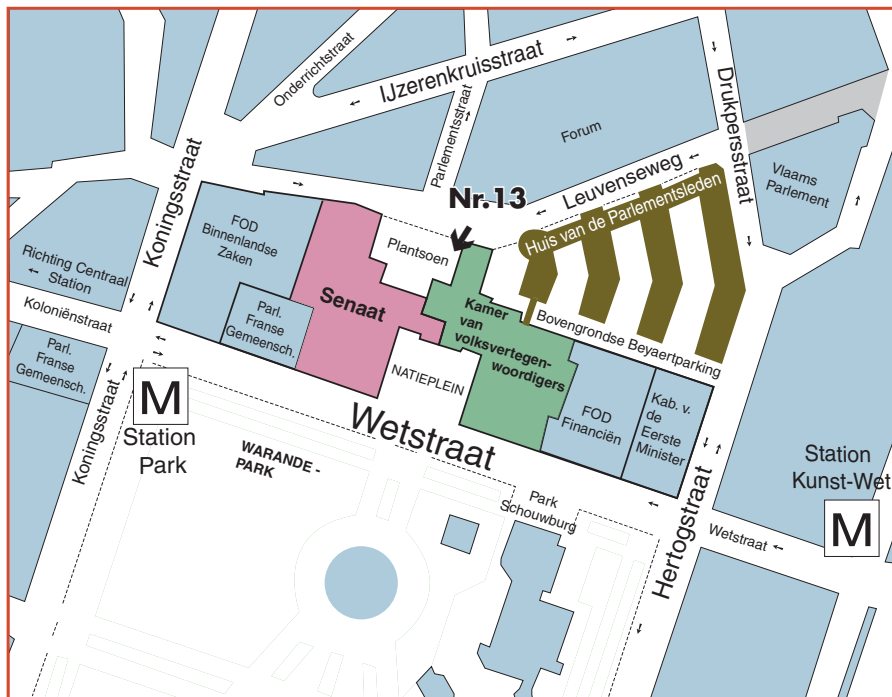 Onderrichtstraat
IJzerenkruisstraat
Parlementsstraat
Drukpersstraat
Forum
Koningsstraat
Leuvenseweg
Vlaams
Parlement
Nr.13
Huis van de Parlementsleden
FOD
Binnenlandse
Zaken
Plantsoen
Richting Centraal
Station
Senaat
Koloniënstraat
Parl.
Franse
Gemeensch.
Kamer
van
volksvertegen-
woordigers
Bovengrondse Beyaertparking
Parl.
Franse
Gemeensch.
NATIEPLEIN
Wetstraat
FOD
Financiën
Kab. v.
de
Eerste
Minister
M
Station
Park
Koningsstraat
WARANDE -
PARK
Station
Kunst-Wet
M
Park
Schouwburg
Hertogstraat
Wetstraat